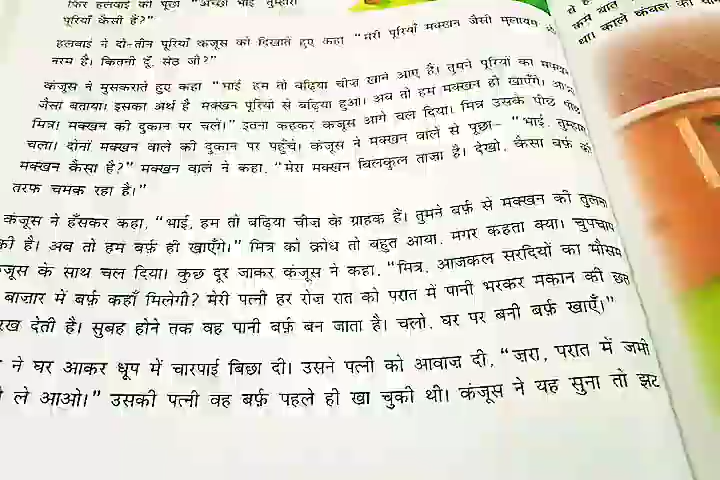 फिर हलवाई को पूछा "अच्छा भाई तुम्हारी
पूरियाँ कैसी हैं?"
हलवाई ने दो-तीन पूरियाँ कंजूस को दिखाते हुए कहा "मेरी पूरियाँ मक्खन जैसी मुलायम और
नरम है। कितनी दूँ, सेठ जी?"
कंजूस ने मुसकराते हुए कहा "भाई हम तो बढ़िया चीज़ खाने आए हैं। तुमने पूरियों का मक्खन
जैसा बताया। इसका अर्थ है मक्खन पूरियों से बढ़िया हुआ। अब तो हम मक्खन ही खाएँगे।
मित्र! मक्खन की दुकान पर चलें।" इतना कहकर कंजूस आगे चल दिया। मित्र उसके पीछे पीछे
चला। दोनों मक्खन वाले की दुकान पर पहुँचे। कंजूस ने मक्खन वाले से पूछा– "भाई, तुम्हारा
मक्खन कैसा है?" मक्खन वाले ने कहा, "मेरा मक्खन बिलकुल ताज़ा है। देखो, कैसा बर्फ़ की
तरफ चमक रहा है।"
कंजूस ने हँसकर कहा, "भाई, हम तो बढ़िया चीज़ के ग्राहक हैं। तुमने बर्फ़ से मक्खन की तुलना
की है। अब तो हम बर्फ़ ही खाएँगे।" मित्र को क्रोध तो बहुत आया, मगर कहता क्या। चुपचाप
कंजूस के साथ चल दिया। कुछ दूर जाकर कंजूस ने कहा, "मित्र, आजकल सरदियों का मौसम
बाज़ार में बर्फ़ कहाँ मिलेगी? मेरी पत्नी हर रोज़ रात को परात में पानी भरकर मकान की छत
रख देती है। सुबह होने तक वह पानी बर्फ़ बन जाता है। चलो, घर पर बनी बर्फ़ खाएँ।"
ने घर आकर धूप में चारपाई बिछा दी। उसने पत्नी को आवाज़ दी, "ज़रा, परात में जमी
ले आओ।" उसकी पत्नी वह बर्फ़ पहले ही खा चुकी थी। कंजूस ने यह सुना तो झट
था। काले कंबल की